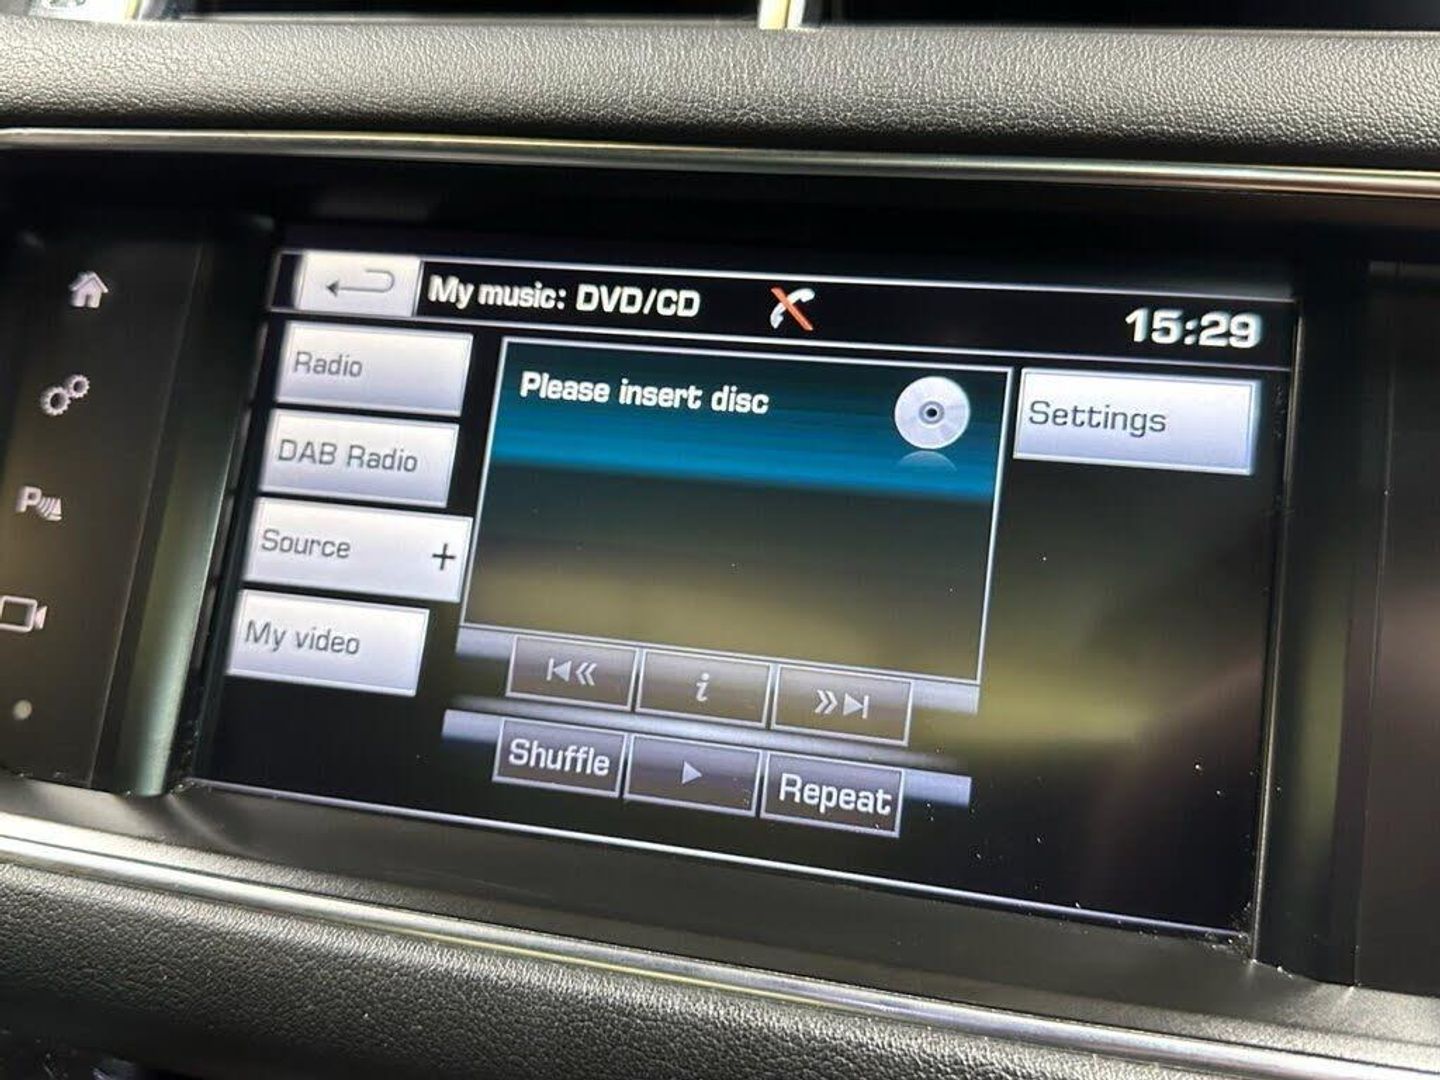 My music: DVD/CD
15:29
Radio
DAB Radio
Source +
My video
Please insert disc
Settings
P
i
Shuffle
Repeat